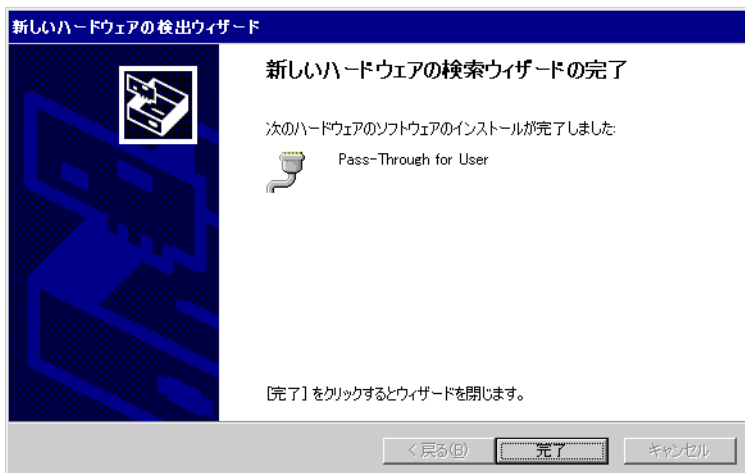 新しいハードウェアの検出ウィザード
新しいハードウェアの検索ウィザードの完了
次のハードウェアのソフトウェアのインストールが完了しました:
Pass-Through for User
[完了] をクリックするとウィザードを閉じます。
< 戻る(B)
完了
キャンセル